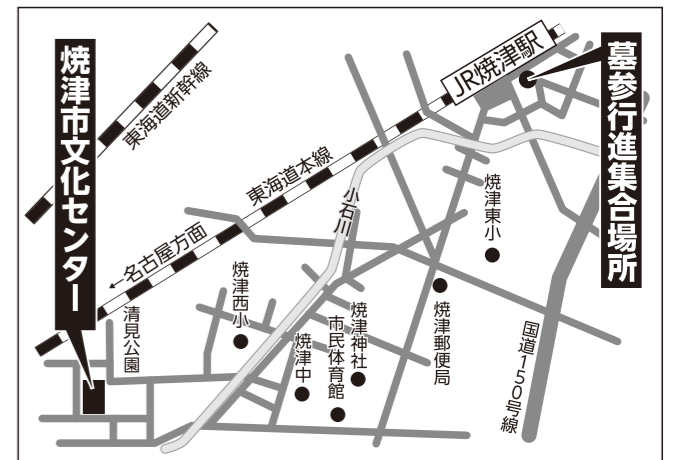 焼津市文化センター
東海道新幹線
JR焼津駅
墓参行進集合場所
東海道本線
←名古屋方面
小石川
焼津東小
清見公園
焼津西小
焼津中
市民体育館
焼津神社
焼津郵便局
国道150号線